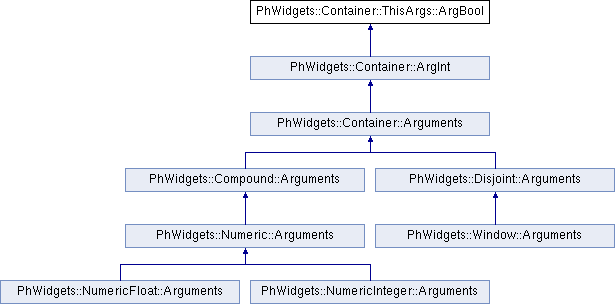 PhWidgets::Container::ThisArgs::ArgBool
PhWidgets::Container::ArgInt
PhWidgets::Container::Arguments
PhWidgets::Compound::Arguments
PhWidgets::Disjoint::Arguments
PhWidgets::Numeric::Arguments
PhWidgets::Window::Arguments
PhWidgets::NumericFloat::Arguments
PhWidgets::NumericInteger::Arguments